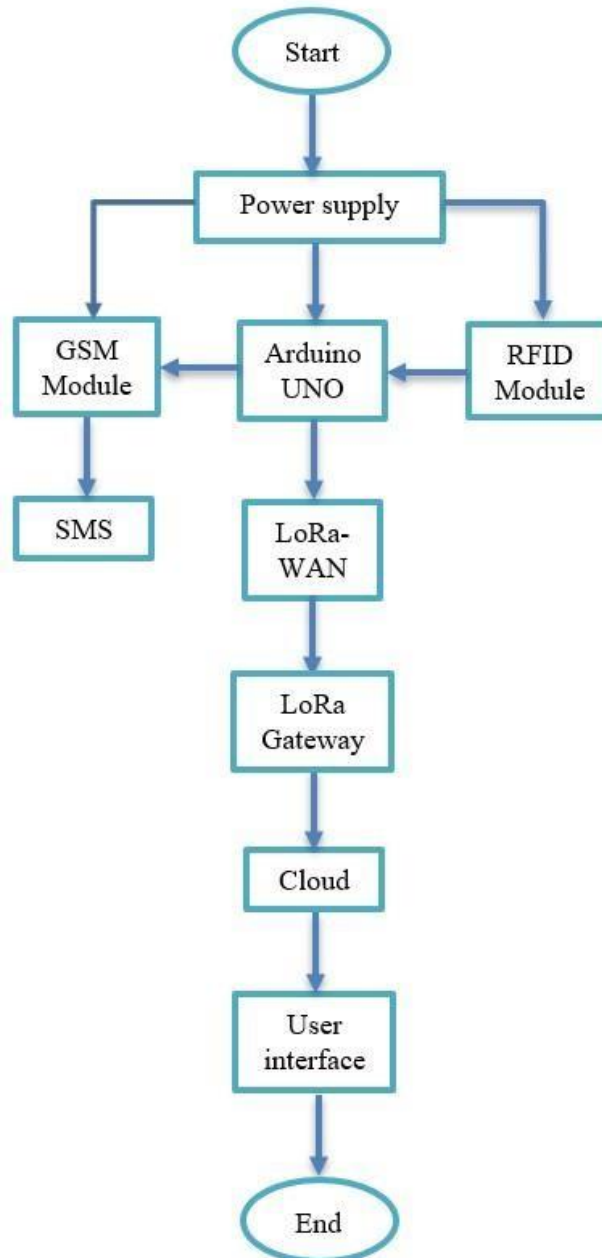 Start
Power supply
GSM
Module
Arduino
UNO
RFID
Module
SMS
LoRa-
WAN
LoRa
Gateway
Cloud
User
interface
End